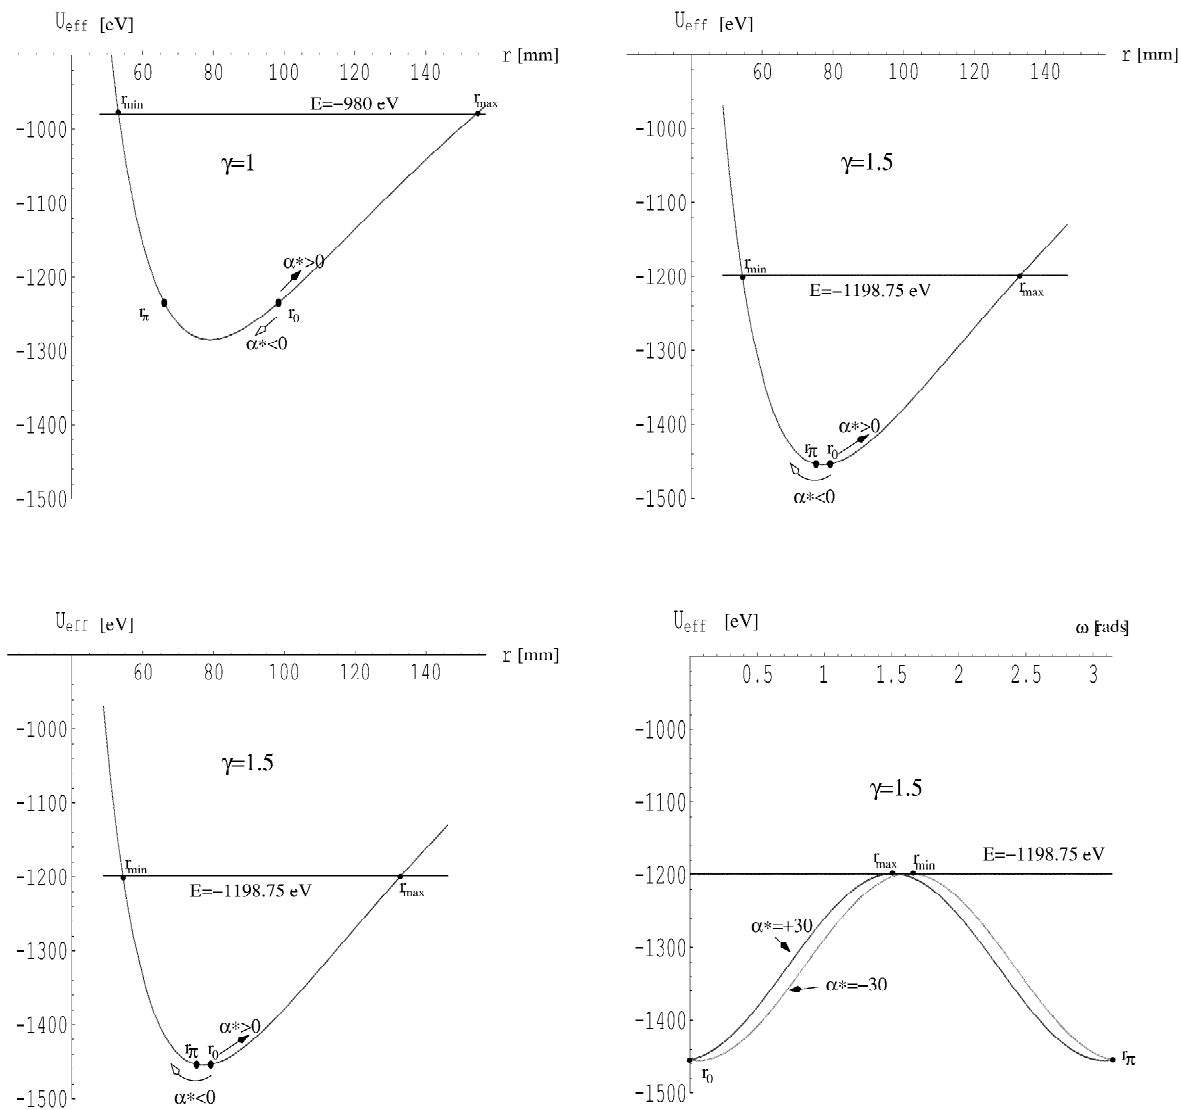 U_eff [eV]
r [mm]
60 80 100 120 140
r_min
E=−980 eV
r_max
−1000
γ=1
−1100
−1200
α*>0
r_π
r_0
−1300
α*<0
−1400
−1500
U_eff [eV]
r [mm]
60 80 100 120 140
−1000
γ=1.5
−1100
−1200
r_min
E=−1198.75 eV
r_max
−1300
−1400
α*>0
r_π r_0
−1500
α*<0
U_eff [eV]
r [mm]
60 80 100 120 140
−1000
γ=1.5
−1100
−1200
r_min
E=−1198.75 eV
r_max
−1300
−1400
α*>0
r_π r_0
−1500
α*<0
U_eff [eV]
ω [rads]
0.5 1 1.5 2 2.5 3
−1000
γ=1.5
−1100
r_max r_min
E=−1198.75 eV
−1200
α*=+30
−1300
α*=−30
−1400
r_0
r_π
−1500